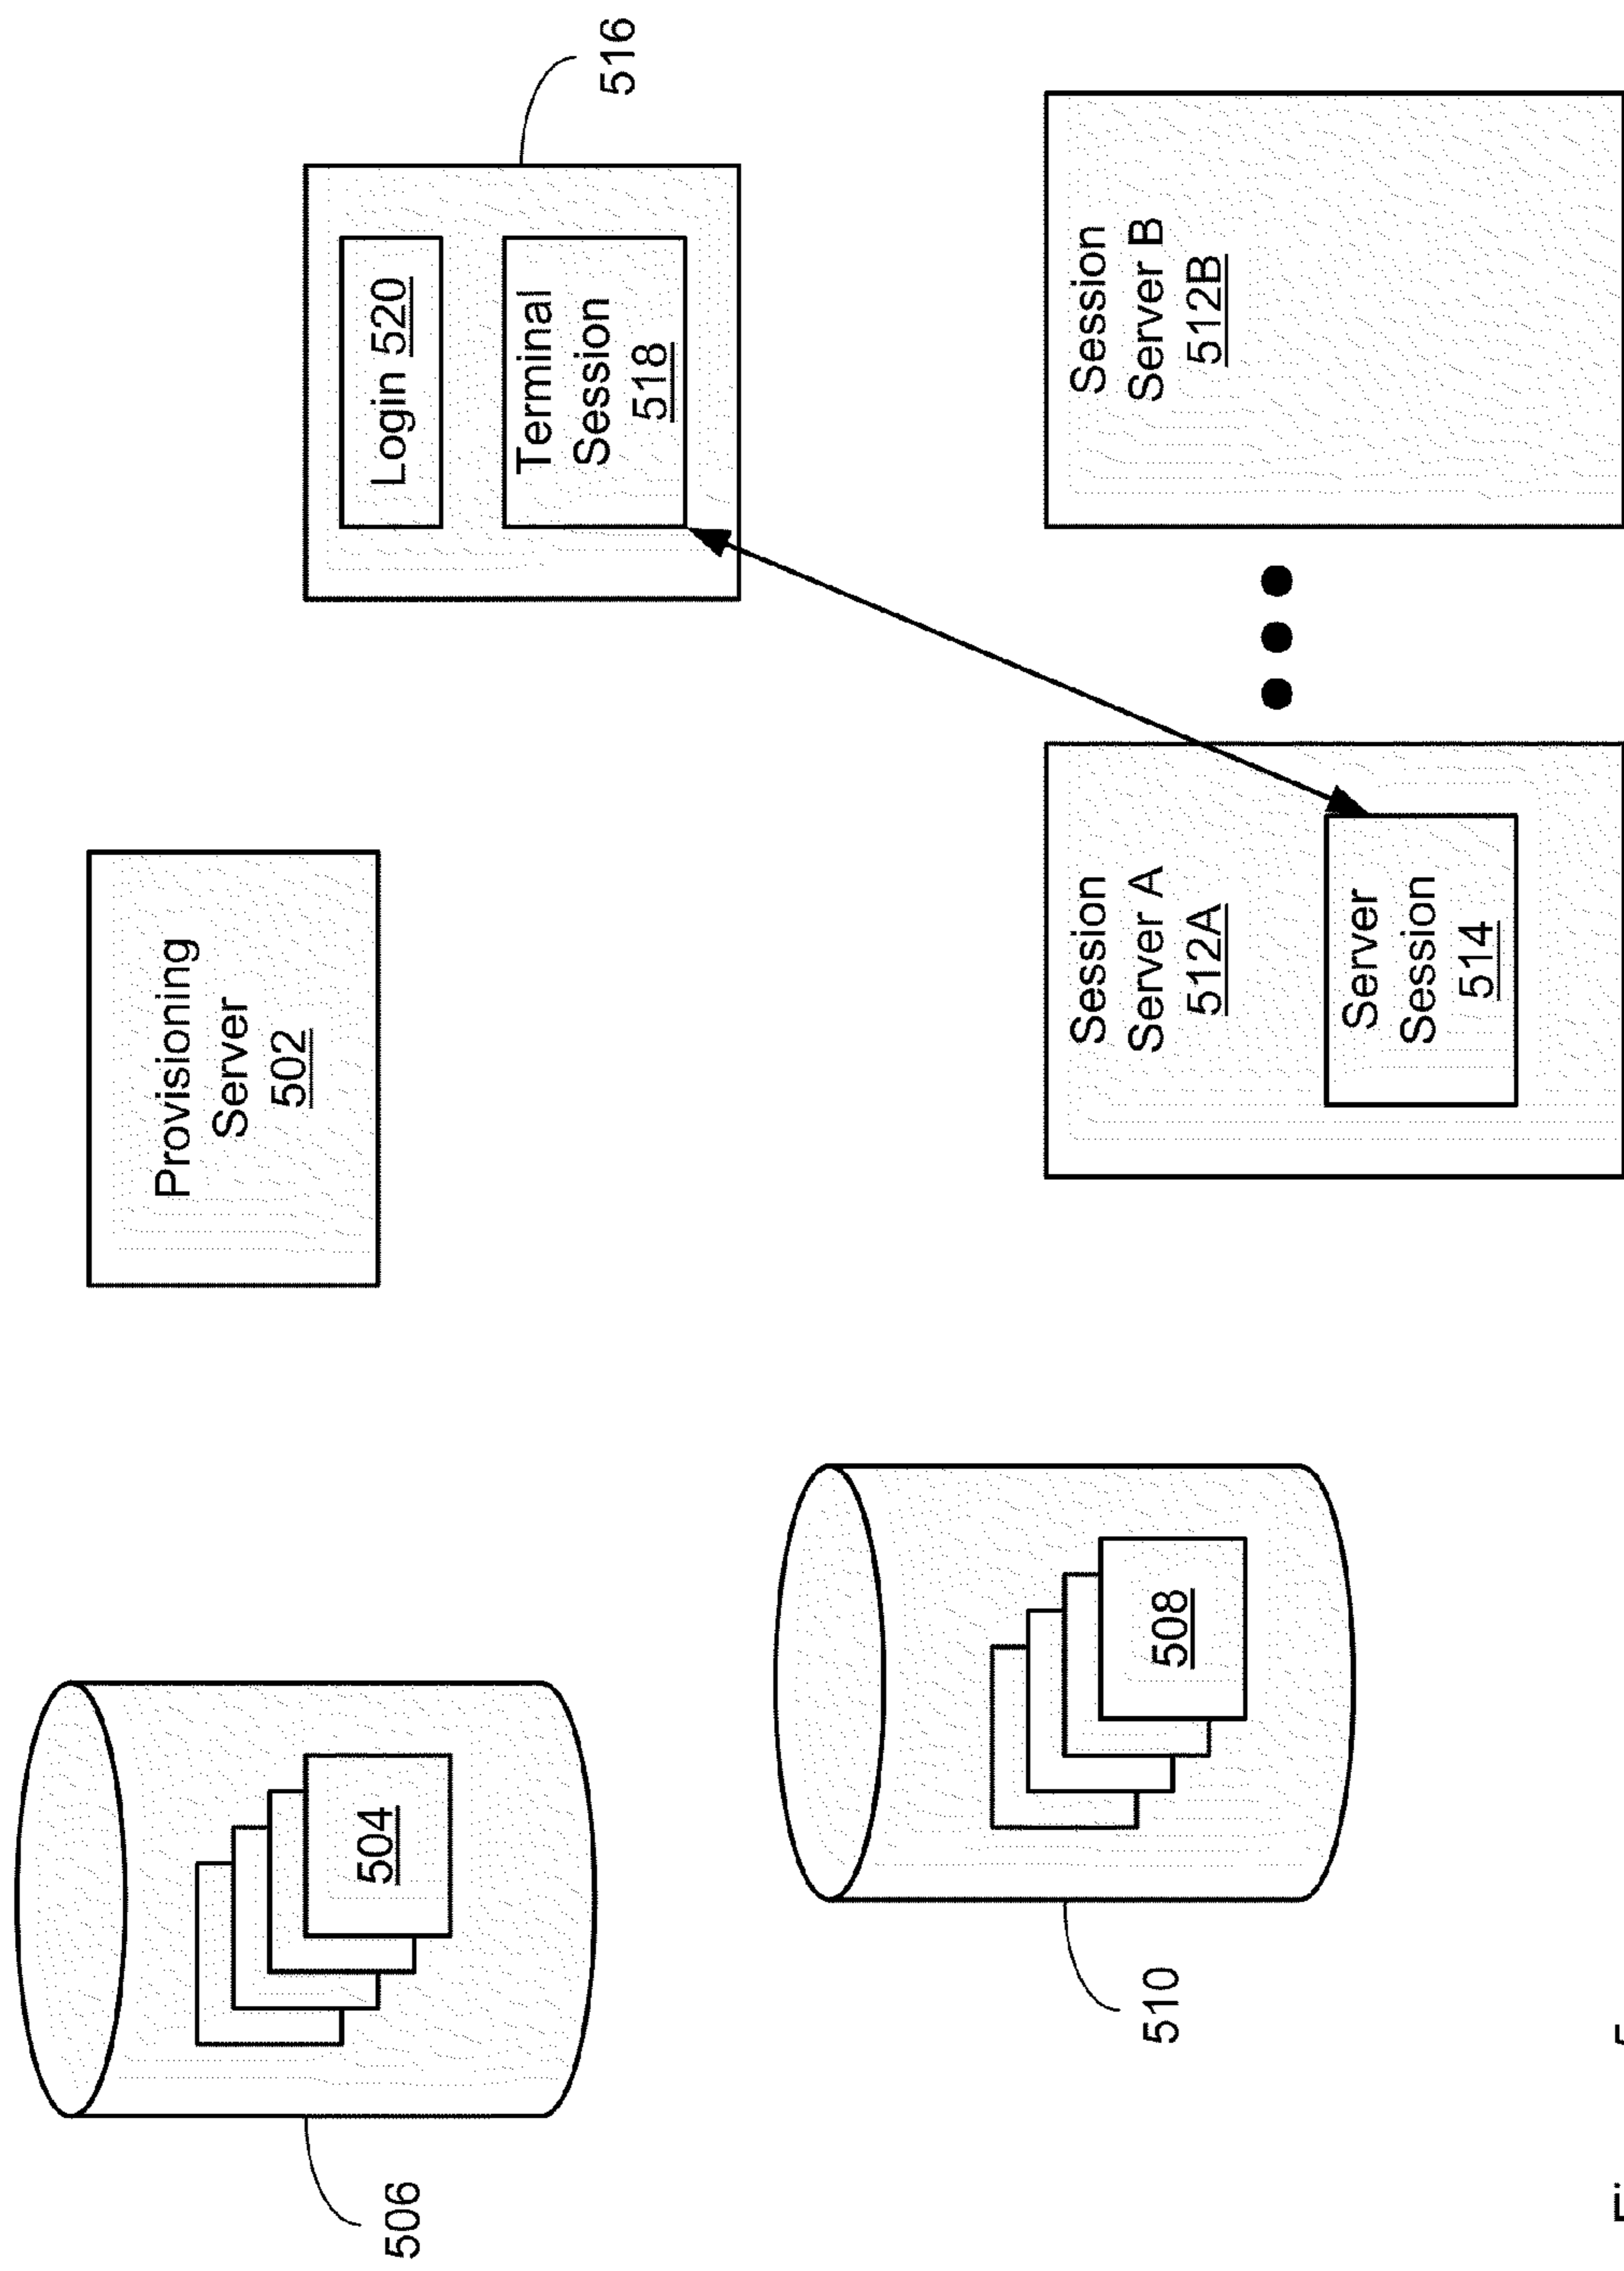 506
504
Provisioning
Server
502
Login 520
Terminal
Session
518
516
510
508
Session
Server A
512A
Server
Session
514
Session
Server B
512B